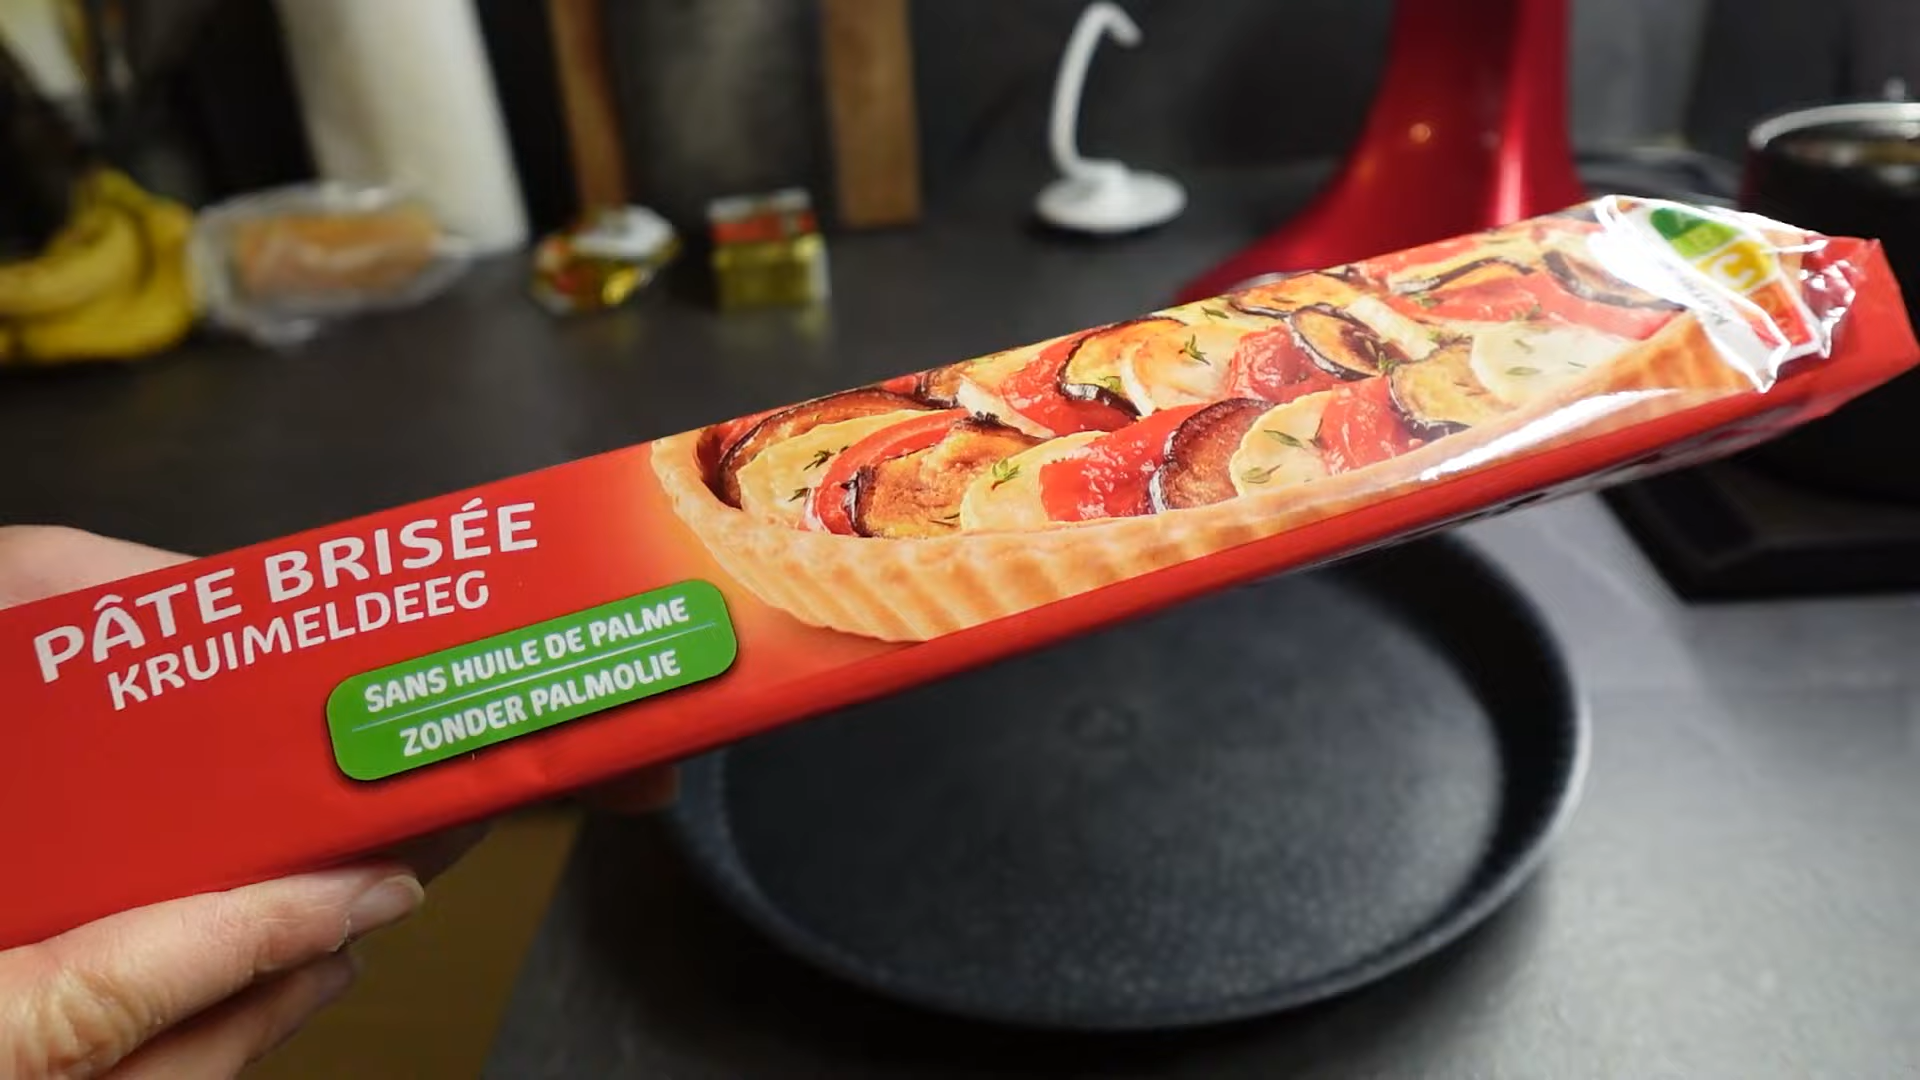 PÂTE BRISÉE
KRUIMELDEEG
SANS HUILE DE PALME
ZONDER PALMOLIE